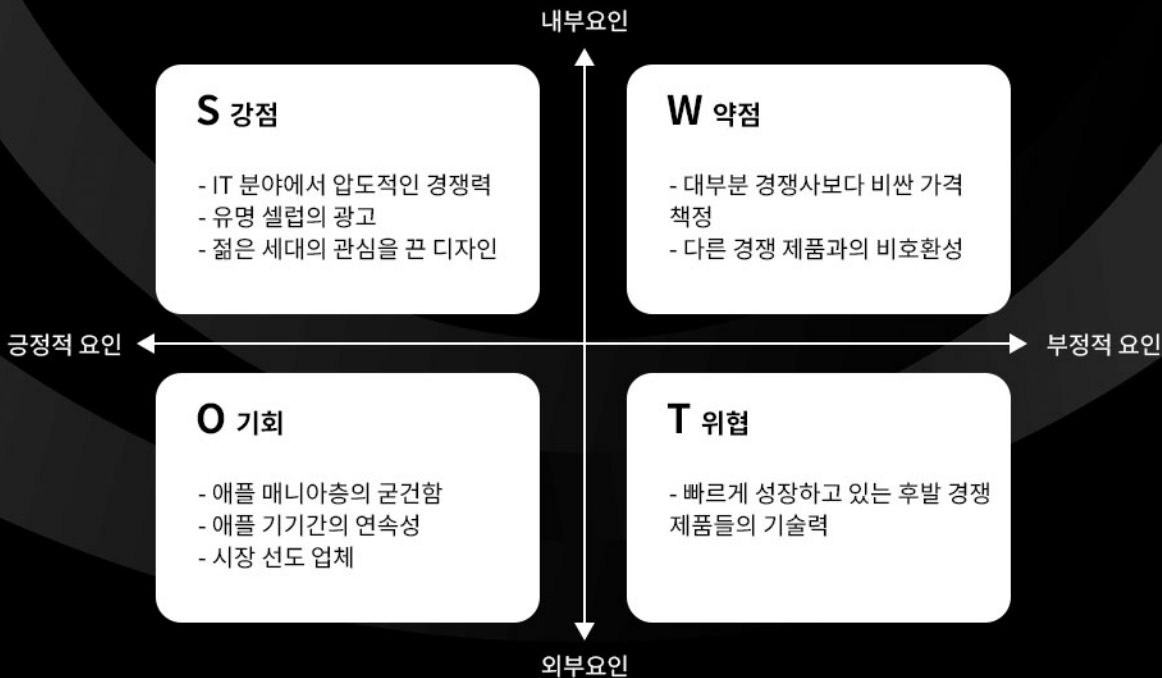 내부요인
S 강점
- IT 분야에서 압도적인 경쟁력
- 유명 셀럽의 광고
- 젊은 세대의 관심을 끈 디자인
W 약점
- 대부분 경쟁사보다 비싼 가격
책정
- 다른 경쟁 제품과의 비호환성
긍정적 요인
부정적 요인
O 기회
- 애플 매니아층의 굳건함
- 애플 기기간의 연속성
- 시장 선도 업체
T 위협
- 빠르게 성장하고 있는 후발 경쟁
제품들의 기술력
외부요인